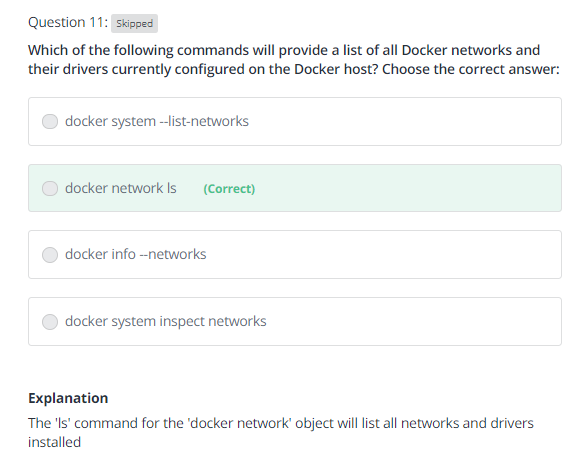 Question 11: Skipped
Which of the following commands will provide a list of all Docker networks and
their drivers currently configured on the Docker host? Choose the correct answer:
docker system --list-networks
docker network ls (Correct)
docker info --networks
docker system inspect networks
Explanation
The 'ls' command for the 'docker network' object will list all networks and drivers
installed